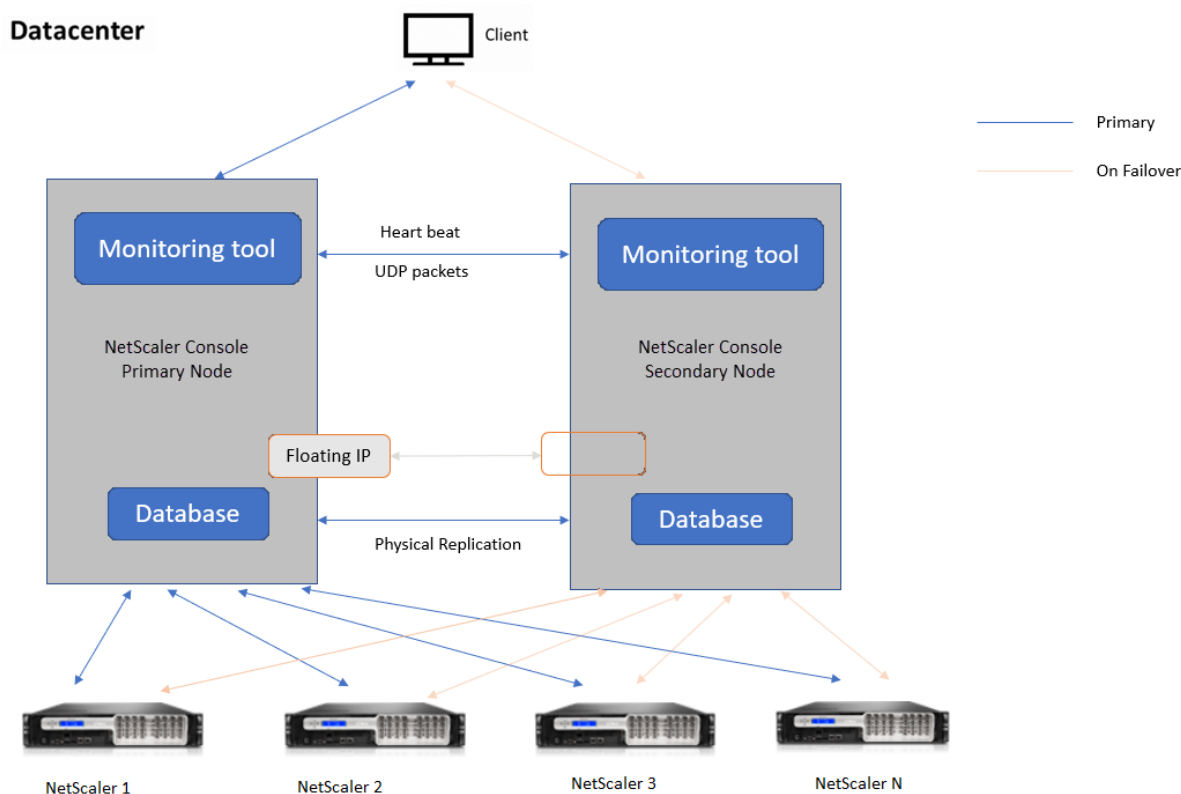 Datacenter
Client
Primary
On Failover
Monitoring tool
Heart beat
UDP packets
Monitoring tool
NetScaler Console
Primary Node
NetScaler Console
Secondary Node
Floating IP
Database
Physical Replication
Database
NetScaler 1
NetScaler 2
NetScaler 3
NetScaler N